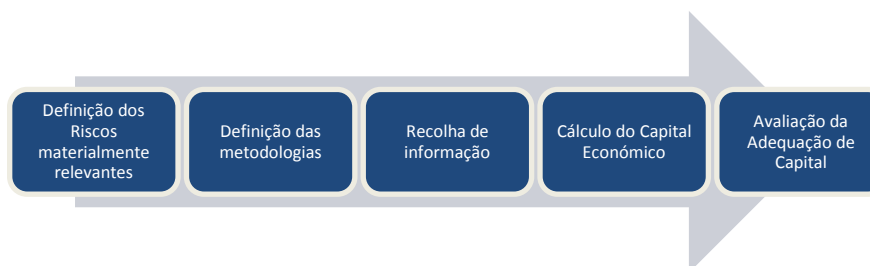 Definição dos
Riscos
materialmente
relevantes
Definição das
metodologias
Recolha de
informação
Cálculo do Capital
Económico
Avaliação da
Adequação de
Capital